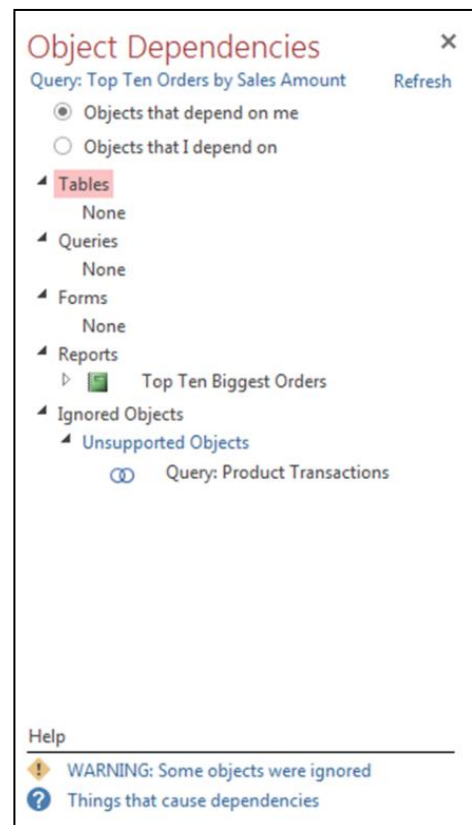 Object Dependencies
Query: Top Ten Orders by Sales Amount Refresh
Objects that depend on me
Objects that I depend on
Tables
None
Queries
None
Forms
None
Reports
Top Ten Biggest Orders
Ignored Objects
Unsupported Objects
Query: Product Transactions
Help
WARNING: Some objects were ignored
Things that cause dependencies